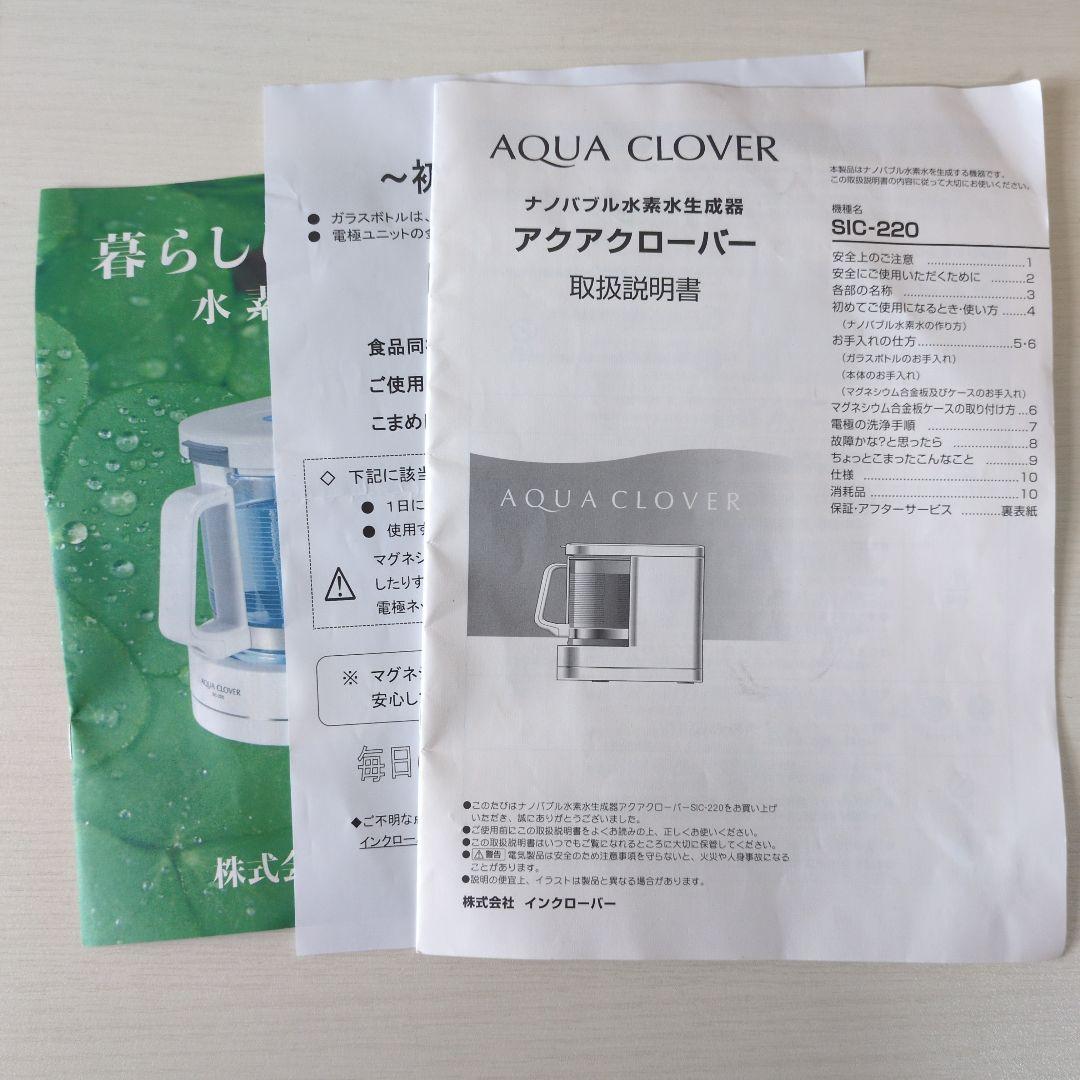 暮らし
水素
AQUA CLOVER
株式会
～初
● ガラスボトルは、
● 電極ユニットの金
食品同
ご使用
こまめ
◇ 下記に該当
● 1日に
● 使用す
マグネシ
したりす
電極ネッ
※ マグネシ
安心して
毎日
◆ご不明な点
インクロー
AQUA CLOVER
ナノバブル水素水生成器
アクアクローバー
取扱説明書
AQUA CLOVER
●このたびはナノバブル水素水生成器アクアクローバーSIC-220をお買い上げ
いただき、誠にありがとうございました。
●ご使用前にこの取扱説明書をよくお読みの上、正しくお使いください。
●この取扱説明書はいつでもご覧になれるところに大切に保管してください。
●⚠警告 電気製品は安全のため注意事項を守らないと、火災や人身事故になる
ことがあります。
●説明の便宜上、イラストは製品と異なる場合があります。
株式会社 インクローバー
本製品はナノバブル水素水を生成する機器です。
この取扱説明書の内容に従って大切にお使いください。
機種名
SIC-220
安全上のご注意 ..........................1
安全にご使用いただくために .........2
各部の名称 ................................3
初めてご使用になるとき・使い方 .......4
（ナノバブル水素水の作り方）
お手入れの仕方.........................5・6
（ガラスボトルのお手入れ）
（本体のお手入れ）
（マグネシウム合金板及びケースのお手入れ）
マグネシウム合金板ケースの取り付け方 ...6
電極の洗浄手順 ..........................7
故障かな?と思ったら ...................8
ちょっとこまったこんなこと ...........9
仕様 ........................................10
消耗品 .....................................10
保証・アフターサービス ..........裏表紙